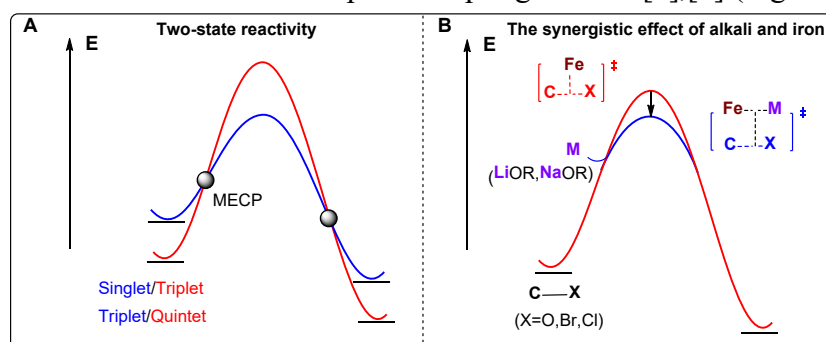 A
E
Two-state reactivity
MECP
Singlet/Triplet
Triplet/Quintet
B
E
The synergistic effect of alkali and iron
Fe
C X
‡
Fe M
C X
‡
M
(LiOR,NaOR)
C X
(X=O,Br,Cl)